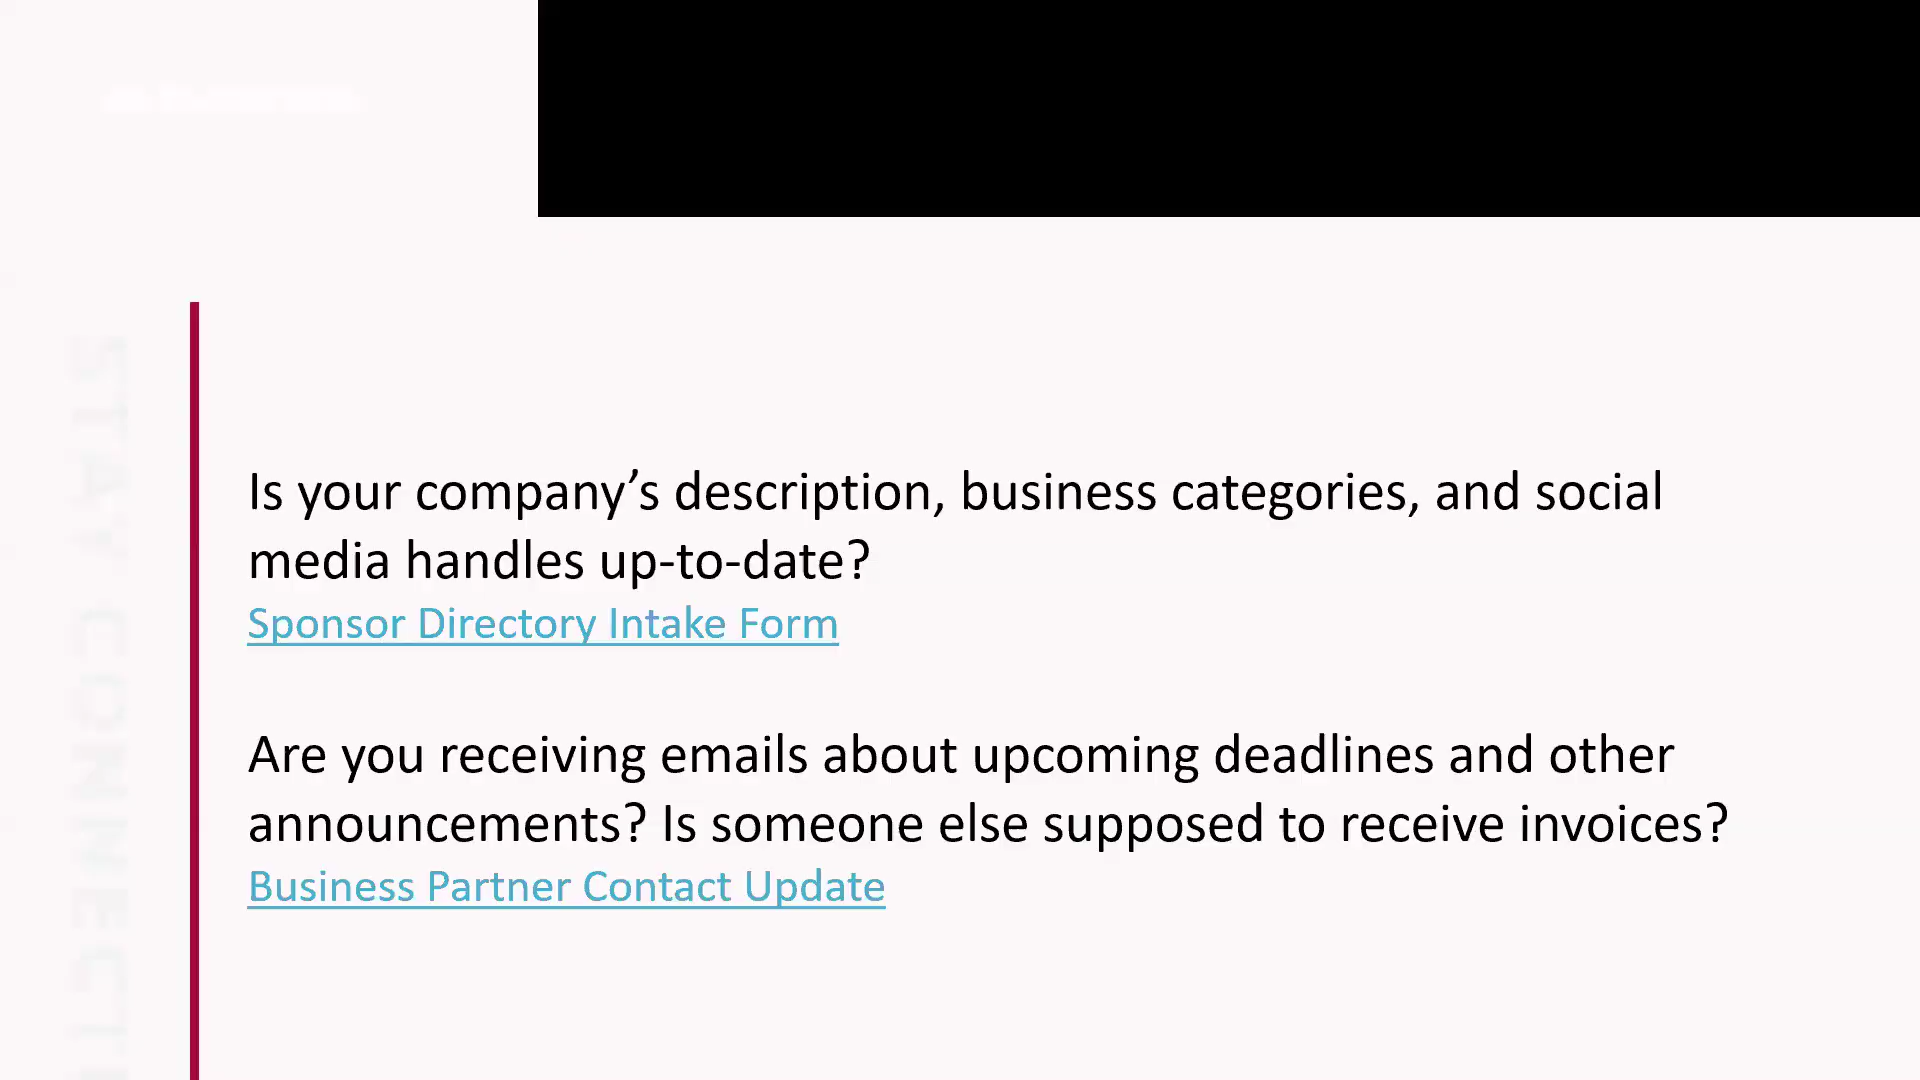 Is your company’s description, business categories, and social
media handles up-to-date?
Sponsor Directory Intake Form
Are you receiving emails about upcoming deadlines and other
announcements? Is someone else supposed to receive invoices?
Business Partner Contact Update
STAY CONNECT